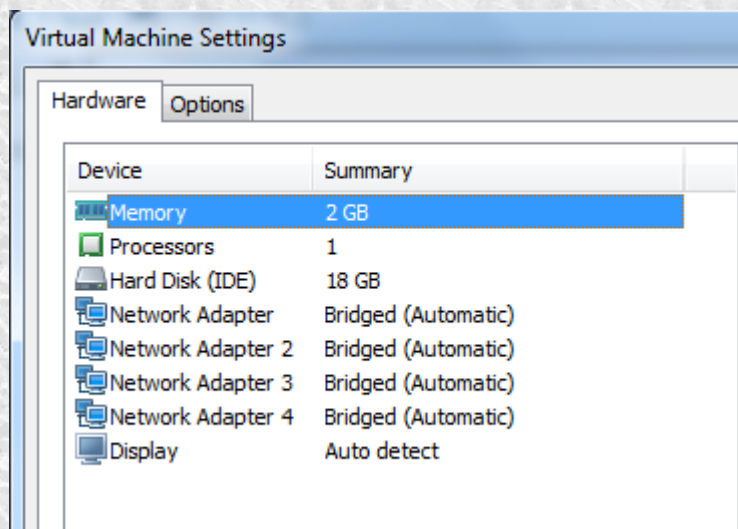 Virtual Machine Settings
Hardware Options
Device Summary
Memory 2 GB
Processors 1
Hard Disk (IDE) 18 GB
Network Adapter Bridged (Automatic)
Network Adapter 2 Bridged (Automatic)
Network Adapter 3 Bridged (Automatic)
Network Adapter 4 Bridged (Automatic)
Display Auto detect